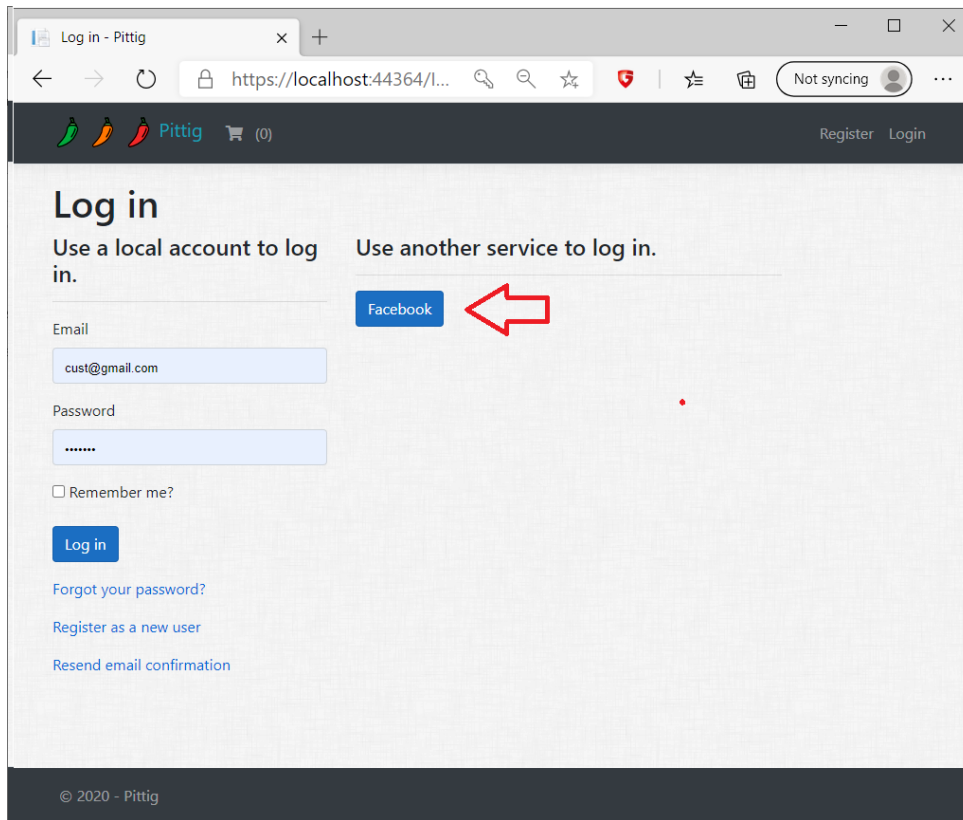 Log in - Pittig
https://localhost:44364/I...
Not syncing
Pittig
(0)
Register Login
Log in
Use a local account to log
in.
Use another service to log in.
Facebook
Email
cust@gmail.com
Password
Remember me?
Log in
Forgot your password?
Register as a new user
Resend email confirmation
© 2020 - Pittig